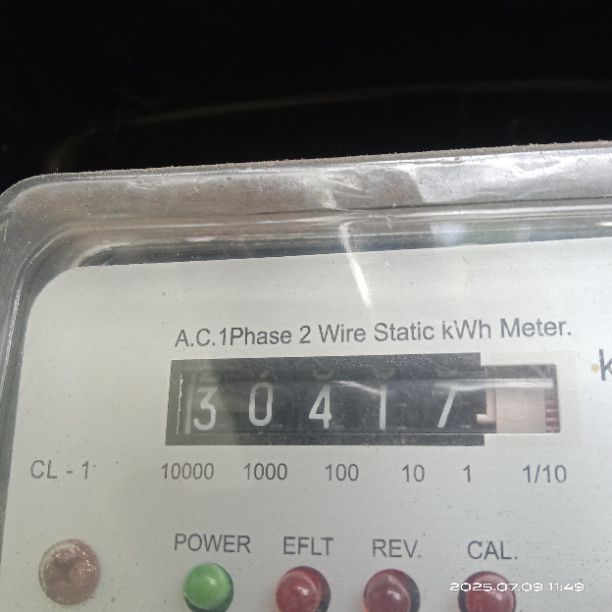 A.C.1Phase 2 Wire Static kWh Meter.
k
3 0 4 1 7
CL - 1 10000 1000 100 10 1 1/10
POWER EFLT REV. CAL.
2025.07.09 11:49